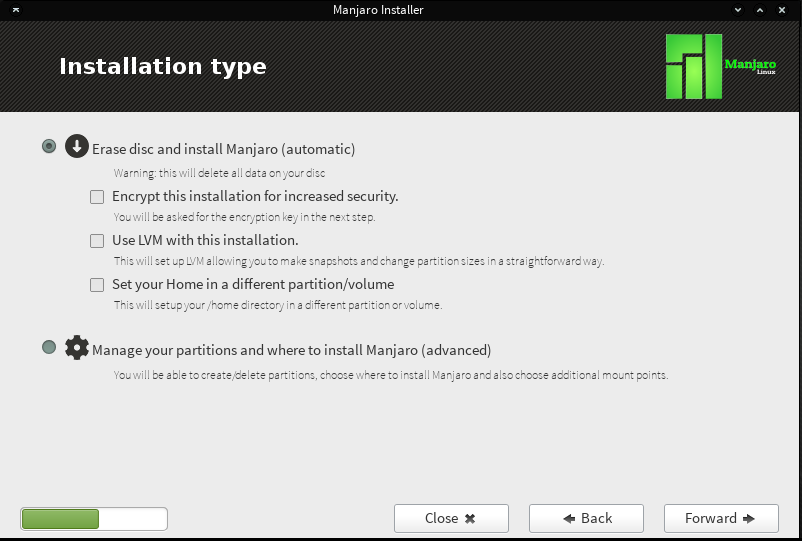 Manjaro Installer
Installation type
Manjaro
Linux
Erase disc and install Manjaro (automatic)
Warning: this will delete all data on your disc
Encrypt this installation for increased security.
You will be asked for the encryption key in the next step.
Use LVM with this installation.
This will set up LVM allowing you to make snapshots and change partition sizes in a straightforward way.
Set your Home in a different partition/volume
This will setup your /home directory in a different partition or volume.
Manage your partitions and where to install Manjaro (advanced)
You will be able to create/delete partitions, choose where to install Manjaro and also choose additional mount points.
Close
Back
Forward